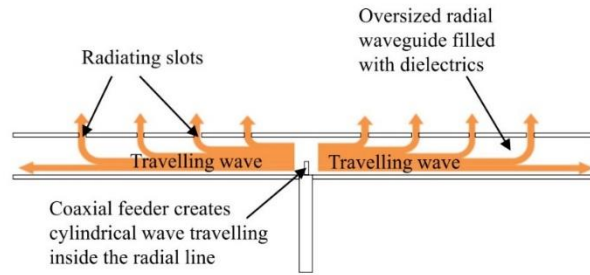 Oversized radial
waveguide filled
with dielectrics
Radiating slots
Travelling wave
Travelling wave
Coaxial feeder creates
cylindrical wave travelling
inside the radial line